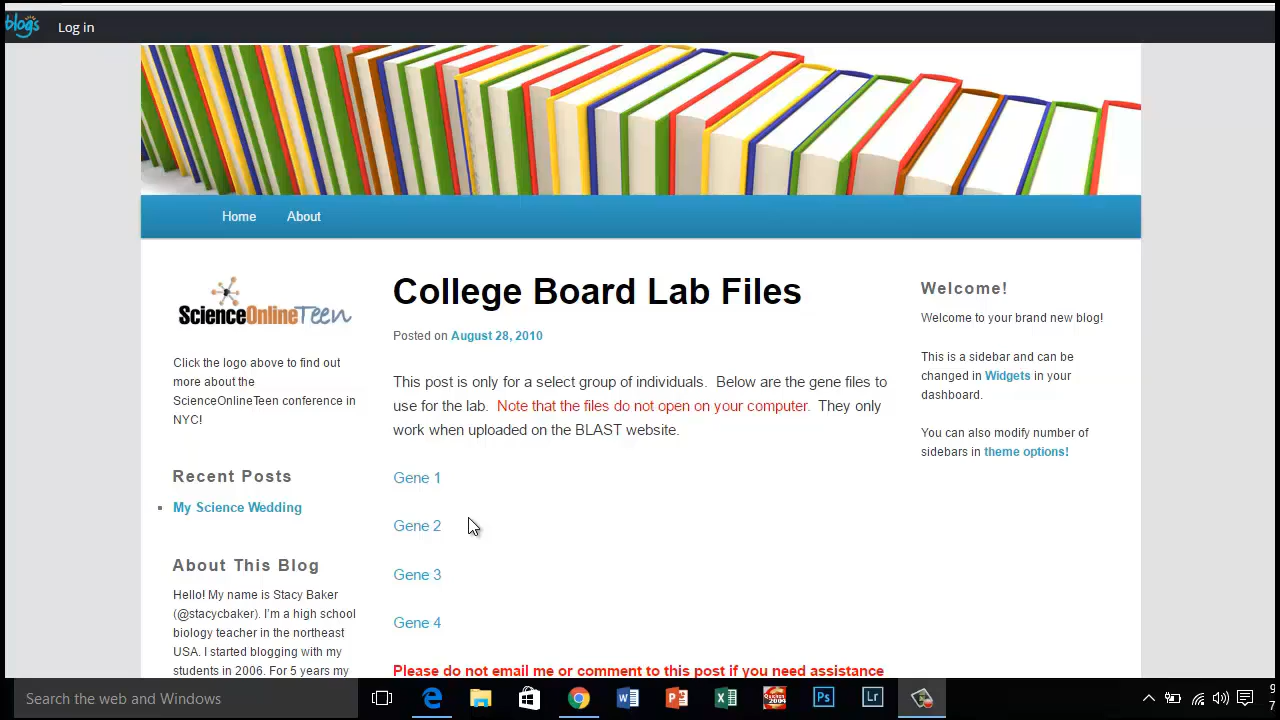 blogs
Log in
Home
About
ScienceOnlineTeen
Click the logo above to find out
more about the
ScienceOnlineTeen conference in
NYC!
Recent Posts
My Science Wedding
About This Blog
Hello! My name is Stacy Baker
(@stacycbaker). I'm a high school
biology teacher in the northeast
USA. I started blogging with my
students in 2006. For 5 years my
College Board Lab Files
Posted on August 28, 2010
This post is only for a select group of individuals. Below are the gene files to
use for the lab. Note that the files do not open on your computer. They only
work when uploaded on the BLAST website.
Gene 1
Gene 2
Gene 3
Gene 4
Please do not email me or comment to this post if you need assistance
Welcome!
Welcome to your brand new blog!
This is a sidebar and can be
changed in Widgets in your
dashboard.
You can also modify number of
sidebars in theme options!
Search the web and Windows
Ps
Lr
9
7